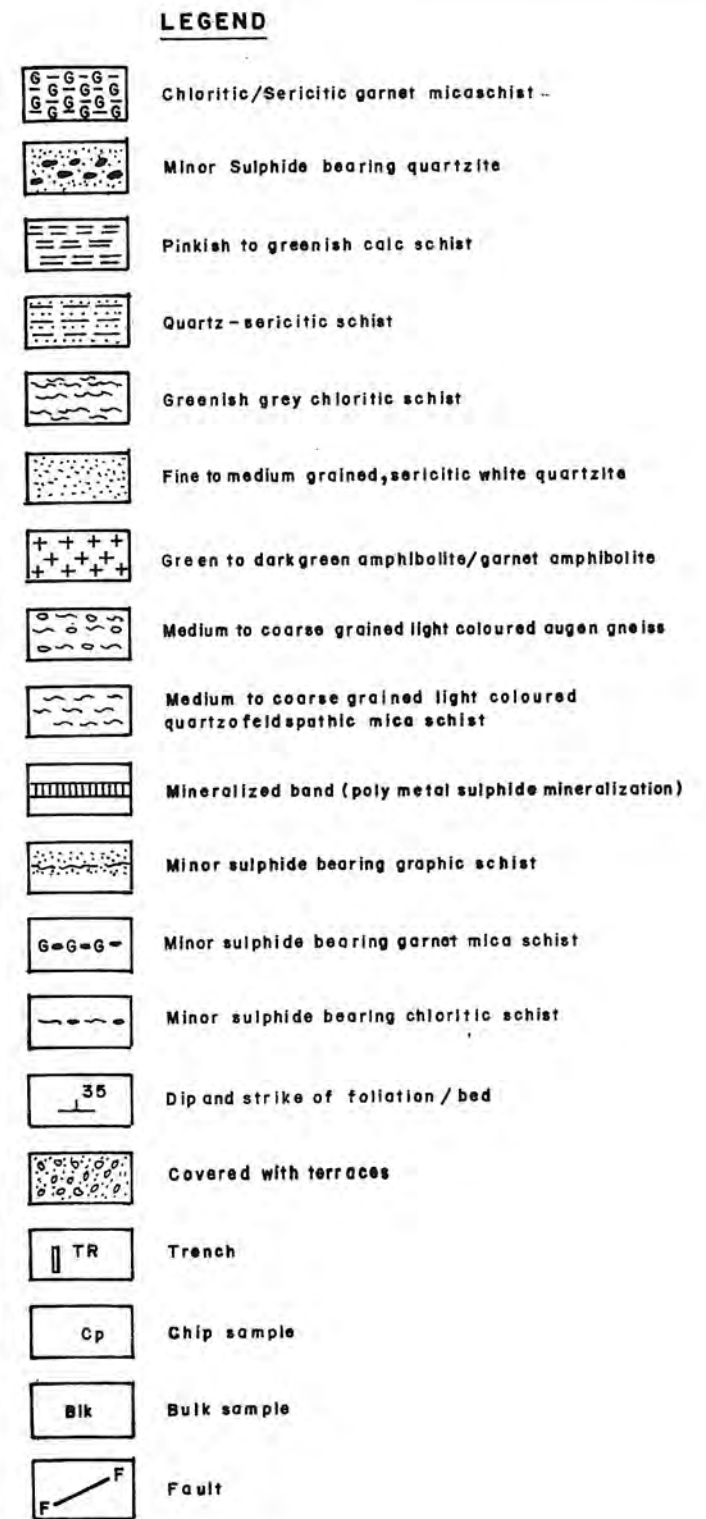 LEGEND
G - G - G -
G G G G
G G G G
G G G G
Chloritic/Sericitic garnet micaschist
Minor Sulphide bearing quartzite
Pinkish to greenish calc schist
Quartz-sericitic schist
Greenish grey chloritic schist
Fine to medium grained, sericitic white quartzite
Green to darkgreen amphibolite/garnet amphibolite
Medium to coarse grained light coloured augen gneiss
Medium to coarse grained light coloured
quartzofeldspathic mica schist
Mineralized band (poly metal sulphide mineralization)
Minor sulphide bearing graphic schist
G G G
Minor sulphide bearing garnet mica schist
Minor sulphide bearing chloritic schist
35
Dip and strike of foliation / bed
Covered with terraces
TR
Trench
Cp
Chip sample
Blk
Bulk sample
F F
Fault